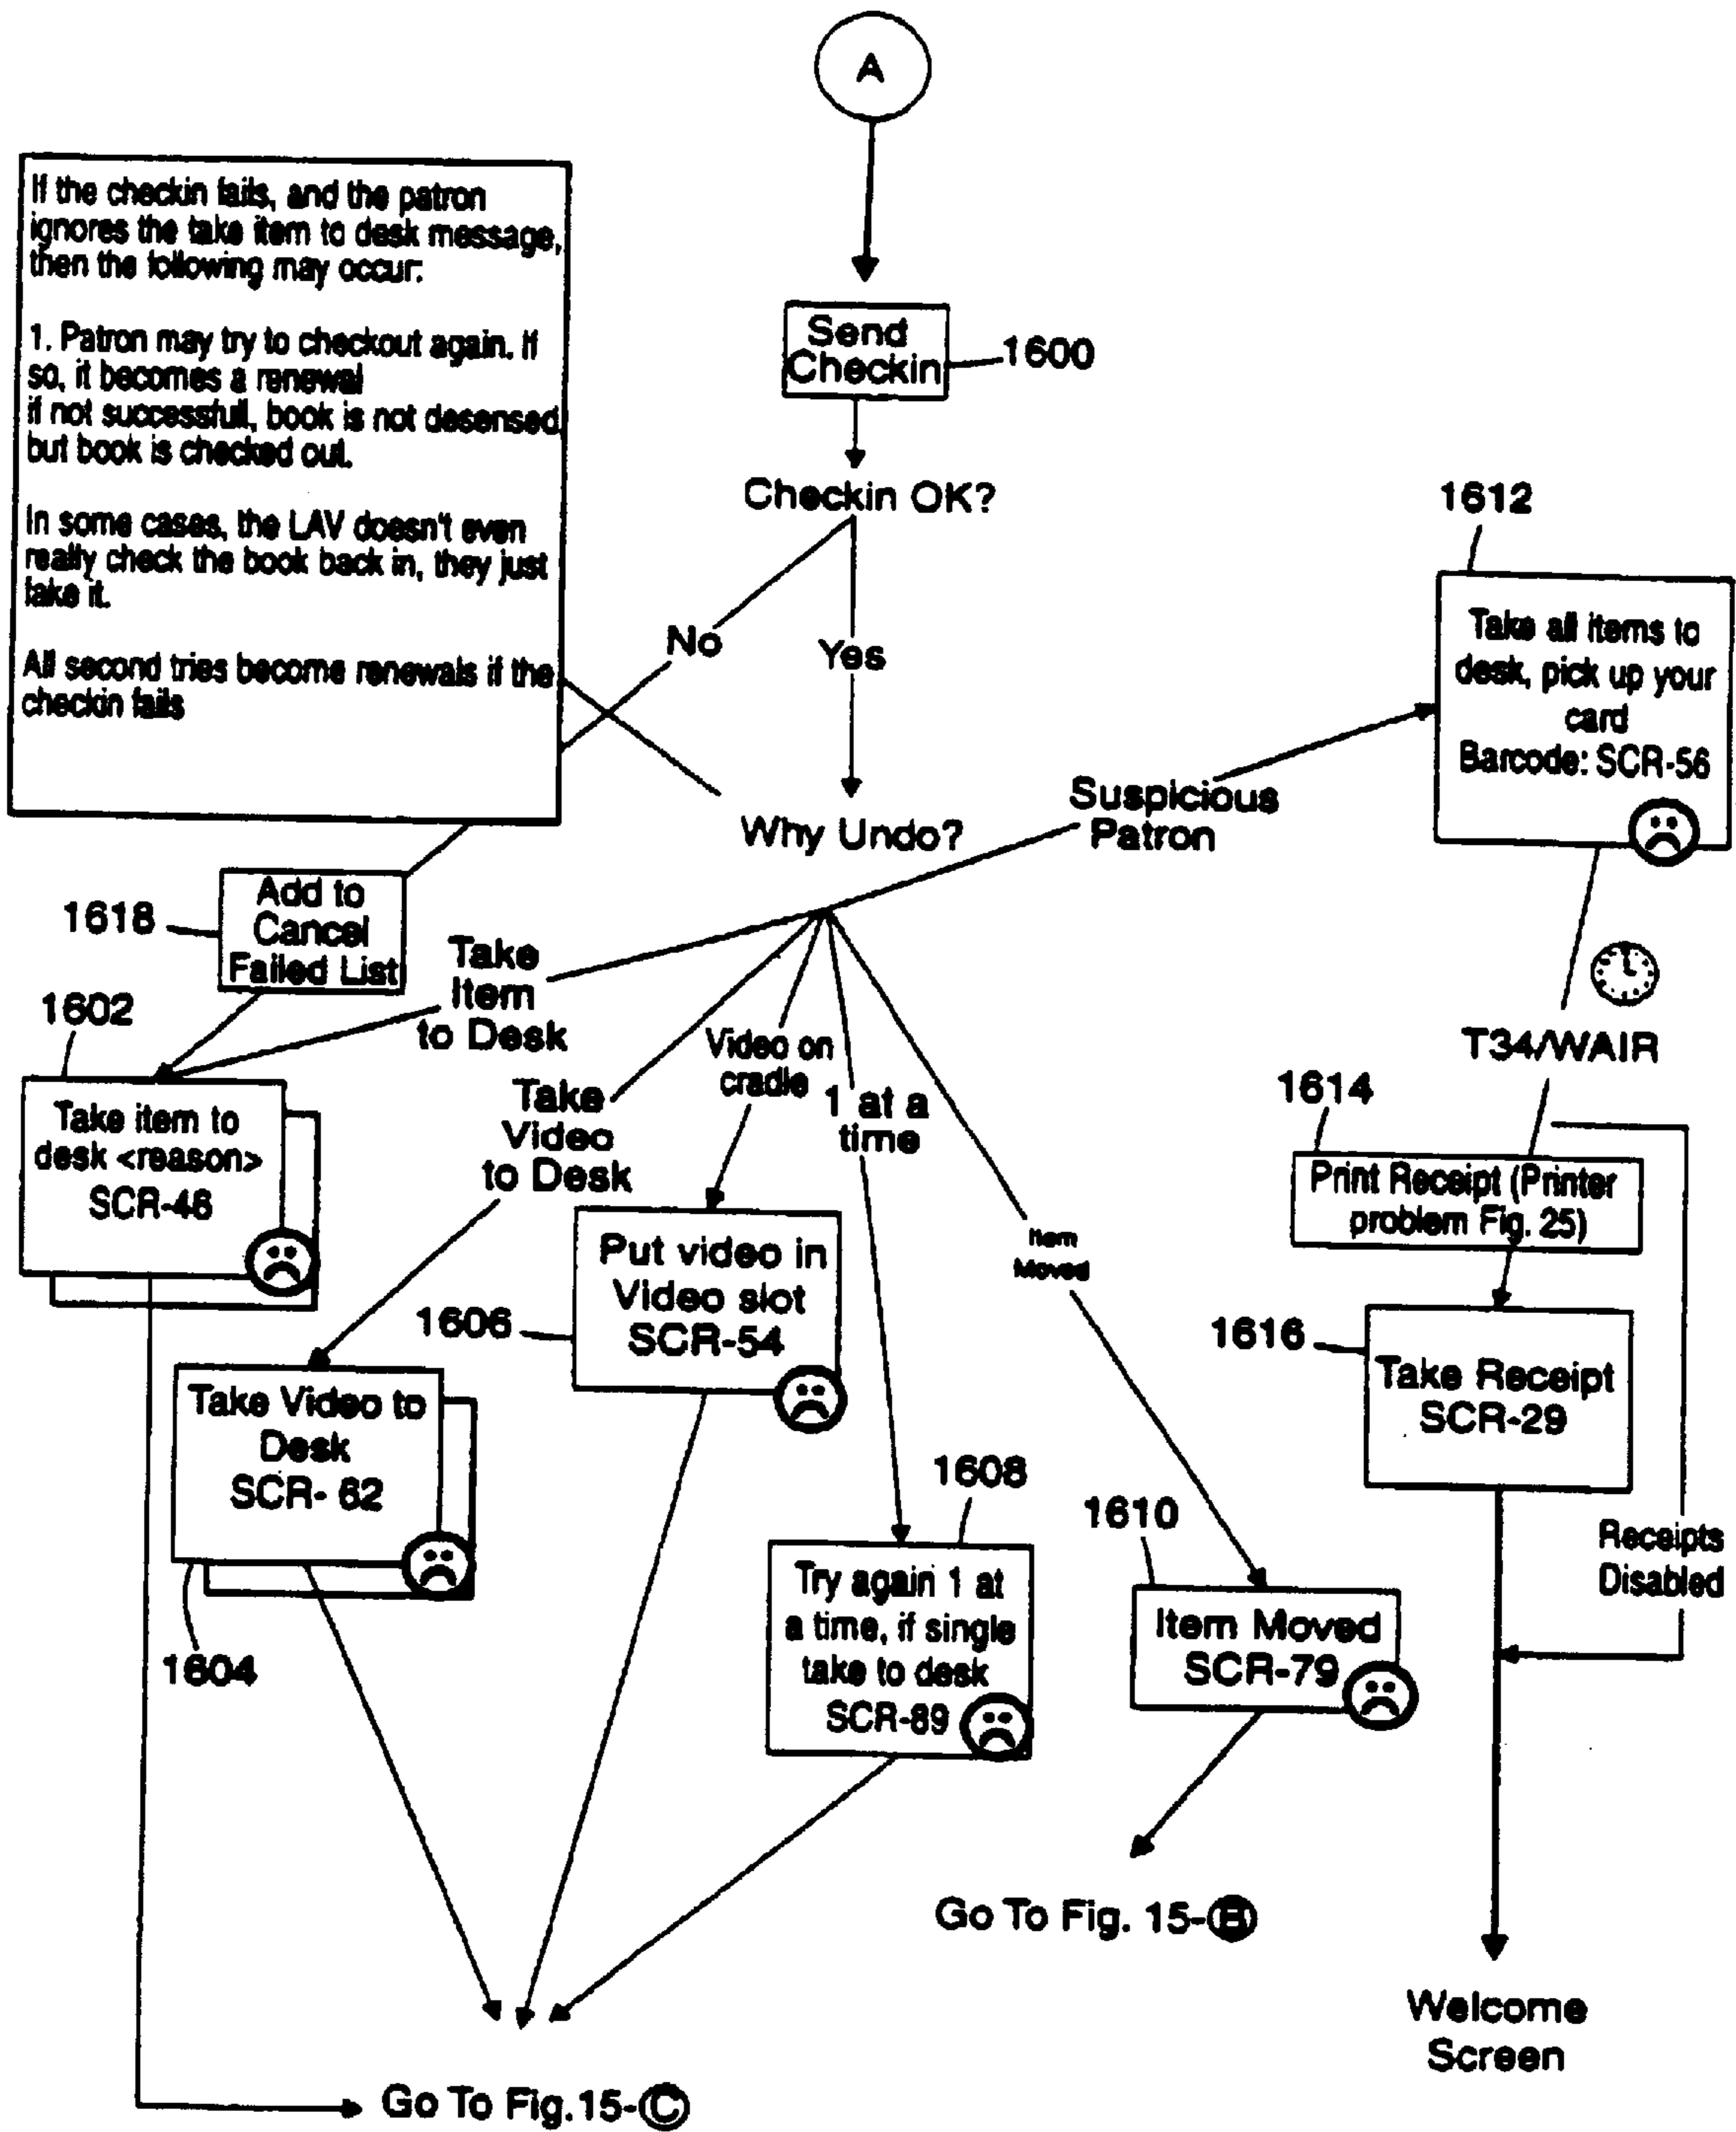 A
If the checkin fails, and the patron
ignores the take item to desk message,
then the following may occur:
1. Patron may try to checkout again. If
so, it becomes a renewal
if not successfull, book is not desensed,
but book is checked out.
In some cases, the LAV doesn't even
really check the book back in, they just
take it.
All second tries become renewals if the
checkin fails
Send
Checkin
1600
Checkin OK?
No
Yes
Why Undo?
Suspicious
Patron
1612
Take all items to
desk, pick up your
card
Barcode: SCR-56
1618
Add to
Cancel
Failed List
Take
Item
to Desk
1602
Take item to
desk <reason>
SCR-46
Take
Video
to Desk
Video on
cradle
1 at a
time
Item
Moved
T34/WAIR
1614
Print Receipt (Printer
problem Fig. 25)
1606
Put video in
Video slot
SCR-54
1616
Take Receipt
SCR-29
Take Video to
Desk
SCR- 62
1604
1608
Try again 1 at
a time, if single
take to desk
SCR-89
1610
Item Moved
SCR-79
Receipts
Disabled
Go To Fig. 15-B
Welcome
Screen
Go To Fig.15-C